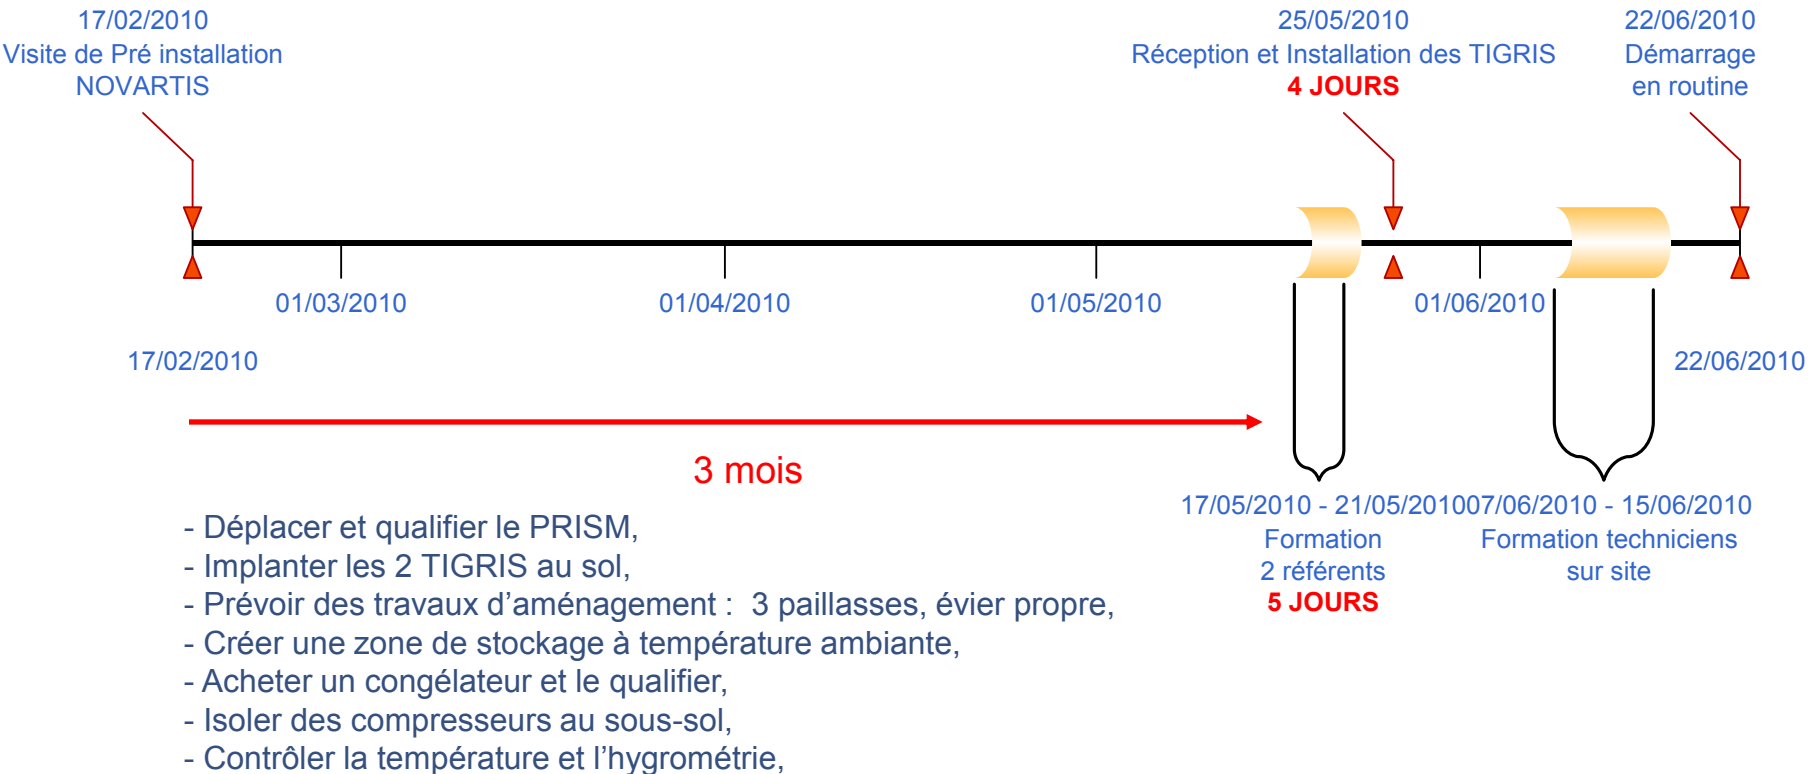 17/02/2010
Visite de Pré installation
NOVARTIS
25/05/2010
Réception et Installation des TIGRIS
4 JOURS
22/06/2010
Démarrage
en routine
01/03/2010
01/04/2010
01/05/2010
01/06/2010
17/02/2010
22/06/2010
3 mois
17/05/2010 - 21/05/2010
Formation
2 référents
5 JOURS
07/06/2010 - 15/06/2010
Formation techniciens
sur site
- Déplacer et qualifier le PRISM,
- Implanter les 2 TIGRIS au sol,
- Prévoir des travaux d’aménagement : 3 paillasses, évier propre,
- Créer une zone de stockage à température ambiante,
- Acheter un congélateur et le qualifier,
- Isoler des compresseurs au sous-sol,
- Contrôler la température et l’hygrométrie,